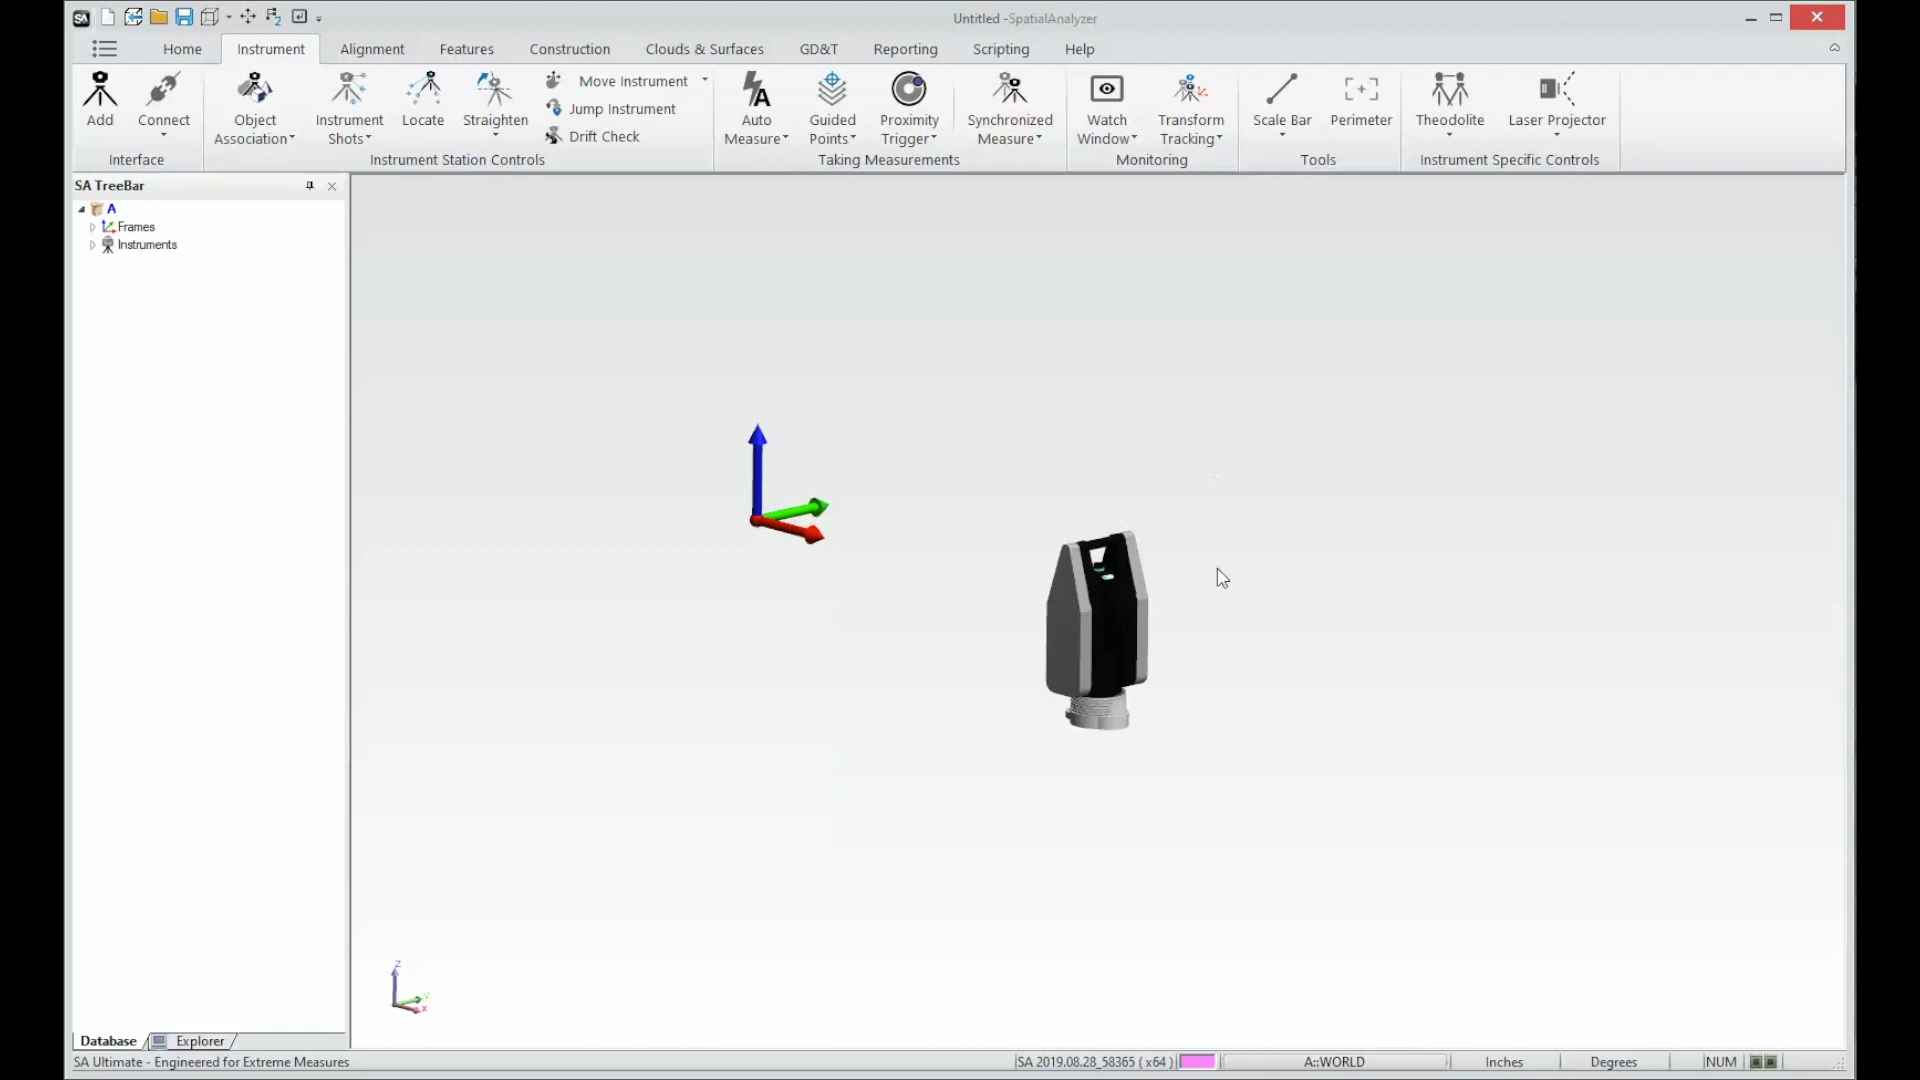 SA
Untitled -SpatialAnalyzer
Home Instrument Alignment Features Construction Clouds & Surfaces GD&T Reporting Scripting Help
Add
Connect
Interface
Object Association
Instrument Shots
Locate
Straighten
Move Instrument
Jump Instrument
Drift Check
Instrument Station Controls
Auto Measure
Guided Points
Proximity Trigger
Synchronized Measure
Taking Measurements
Watch Window
Transform Tracking
Monitoring
Scale Bar
Perimeter
Tools
Theodolite
Laser Projector
Instrument Specific Controls
SA TreeBar
A
Frames
Instruments
z
y
x
Database Explorer
SA Ultimate - Engineered for Extreme Measures
SA 2019.08.28_58365 ( x64 ) A::WORLD Inches Degrees NUM